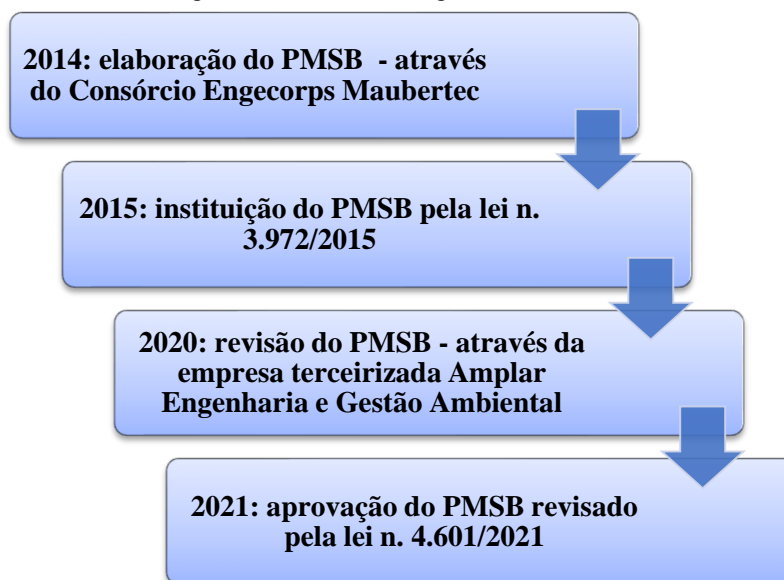 2014: elaboração do PMSB - através
do Consórcio Engecorps Maubertec
2015: instituição do PMSB pela lei n.
3.972/2015
2020: revisão do PMSB - através da
empresa terceirizada Amplar
Engenharia e Gestão Ambiental
2021: aprovação do PMSB revisado
pela lei n. 4.601/2021